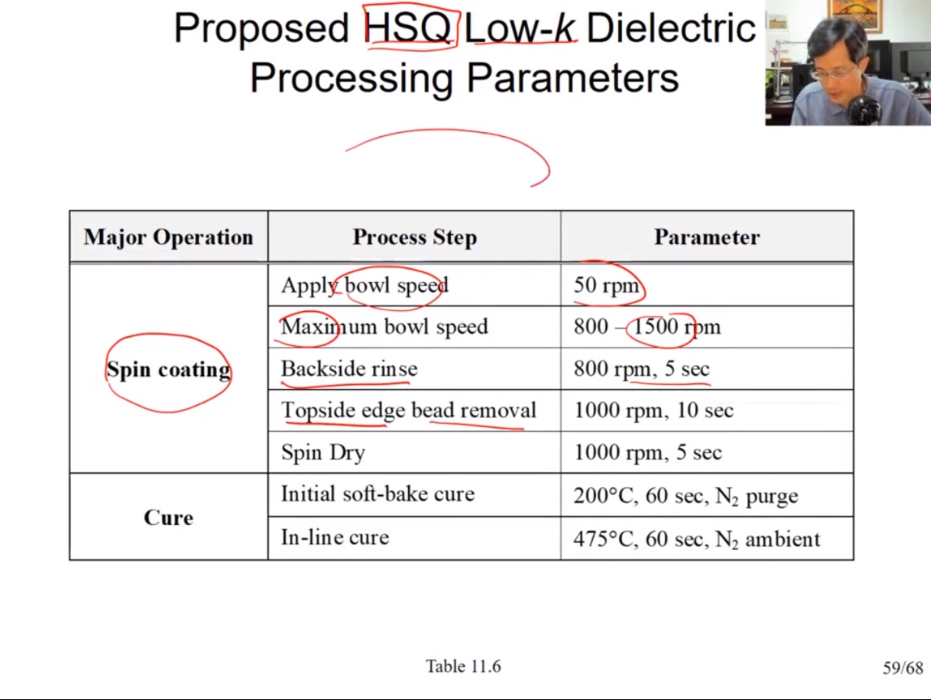 Proposed HSQ Low-k Dielectric
Processing Parameters
Major Operation Process Step Parameter
Spin coating
Apply bowl speed 50 rpm
Maximum bowl speed 800 – 1500 rpm
Backside rinse 800 rpm, 5 sec
Topside edge bead removal 1000 rpm, 10 sec
Spin Dry 1000 rpm, 5 sec
Cure
Initial soft-bake cure 200°C, 60 sec, N₂ purge
In-line cure 475°C, 60 sec, N₂ ambient
Table 11.6
59/68